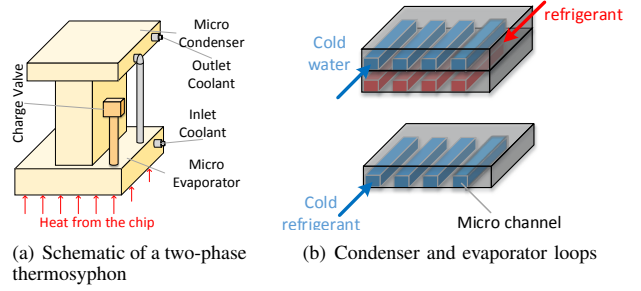 Micro
Condenser
Outlet
Coolant
Charge Valve
Inlet
Coolant
Micro
Evaporator
Heat from the chip
(a) Schematic of a two-phase
thermosyphon
refrigerant
Cold
water
Cold
refrigerant
Micro channel
(b) Condenser and evaporator loops